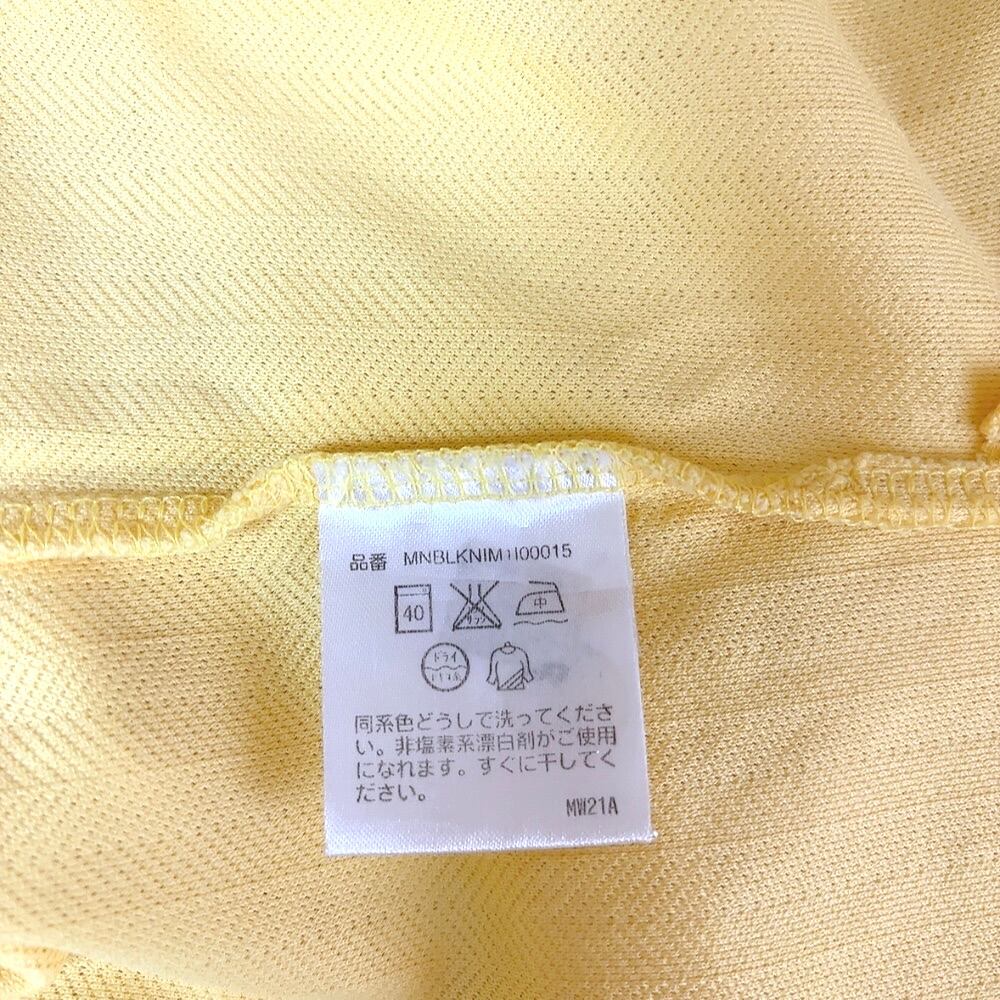 品番 MNBLKNIM1I00015
40
中
ドライ
同系色どうしで洗ってくださ
い。非塩素系漂白剤がご使用
になれます。すぐに干してく
ださい。
MW21A